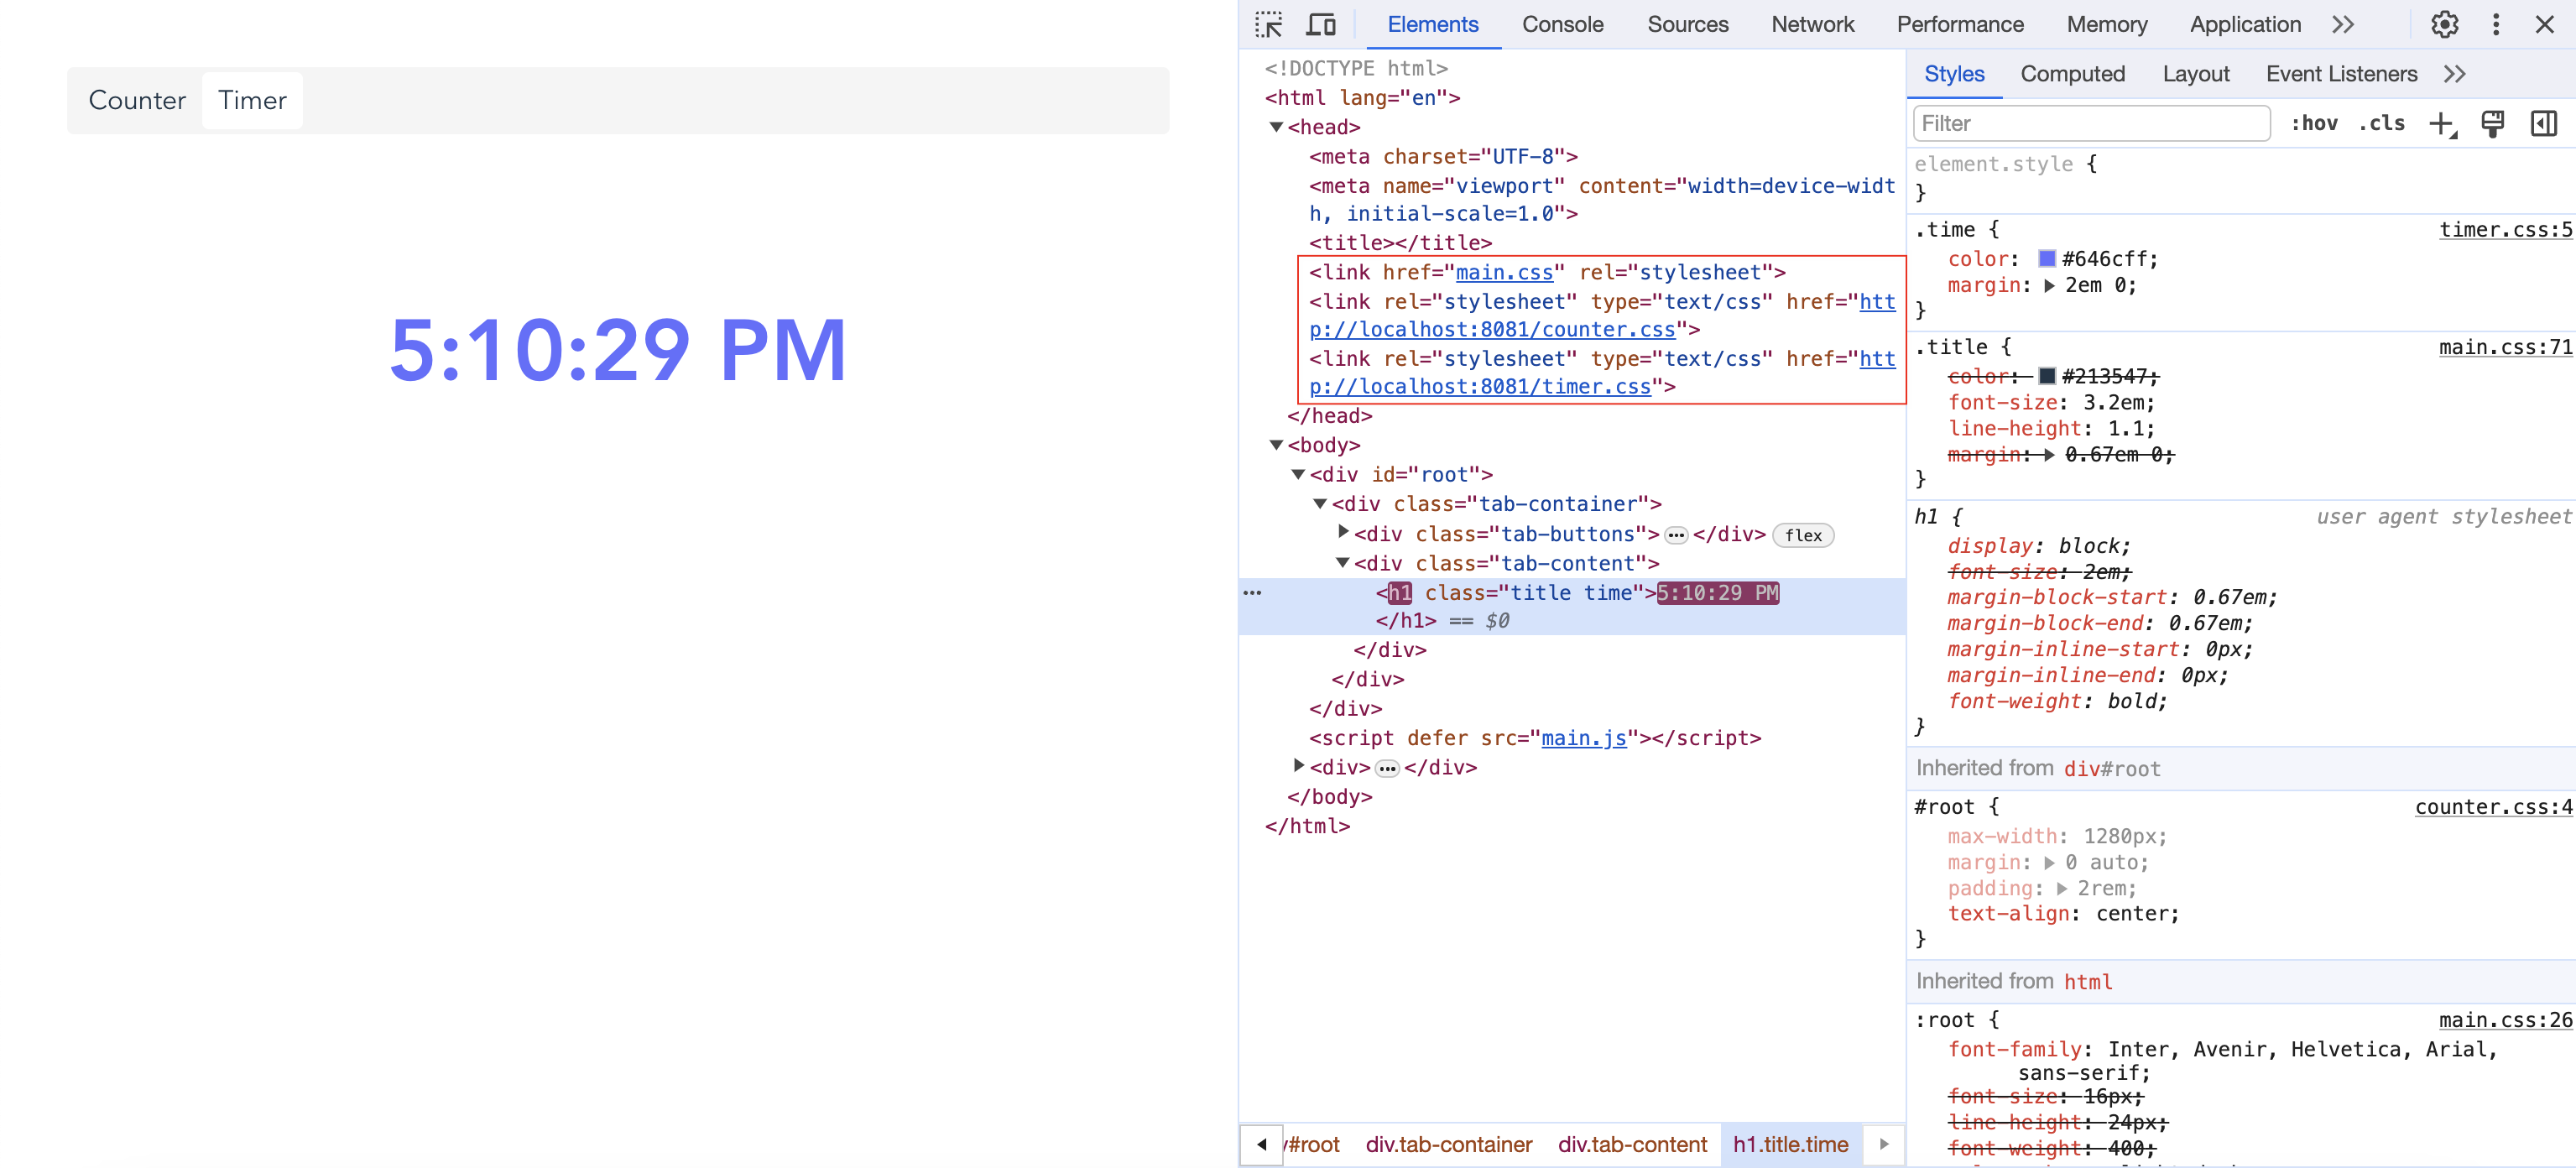 Counter Timer
5:10:29 PM
Elements Console Sources Network Performance Memory Application
<!DOCTYPE html>
<html lang="en">
<head>
<meta charset="UTF-8">
<meta name="viewport" content="width=device-widt
h, initial-scale=1.0">
<title></title>
<link href="main.css" rel="stylesheet">
<link rel="stylesheet" type="text/css" href="htt
p://localhost:8081/counter.css">
<link rel="stylesheet" type="text/css" href="htt
p://localhost:8081/timer.css">
</head>
<body>
<div id="root">
<div class="tab-container">
<div class="tab-buttons">…</div> flex
<div class="tab-content">
<h1 class="title time">5:10:29 PM
</h1> == $0
</div>
</div>
</div>
<script defer src="main.js"></script>
<div>…</div>
</body>
</html>
#root div.tab-container div.tab-content h1.title.time
Styles Computed Layout Event Listeners
Filter :hov .cls
element.style {
}
.time { timer.css:5
color: #646cff;
margin: 2em 0;
}
.title { main.css:71
color: #213547;
font-size: 3.2em;
line-height: 1.1;
margin: 0.67em 0;
}
h1 { user agent stylesheet
display: block;
font-size: 2em;
margin-block-start: 0.67em;
margin-block-end: 0.67em;
margin-inline-start: 0px;
margin-inline-end: 0px;
font-weight: bold;
}
Inherited from div#root
#root { counter.css:4
max-width: 1280px;
margin: 0 auto;
padding: 2rem;
text-align: center;
}
Inherited from html
:root { main.css:26
font-family: Inter, Avenir, Helvetica, Arial,
sans-serif;
font-size: 16px;
line-height: 24px;
font-weight: 400;